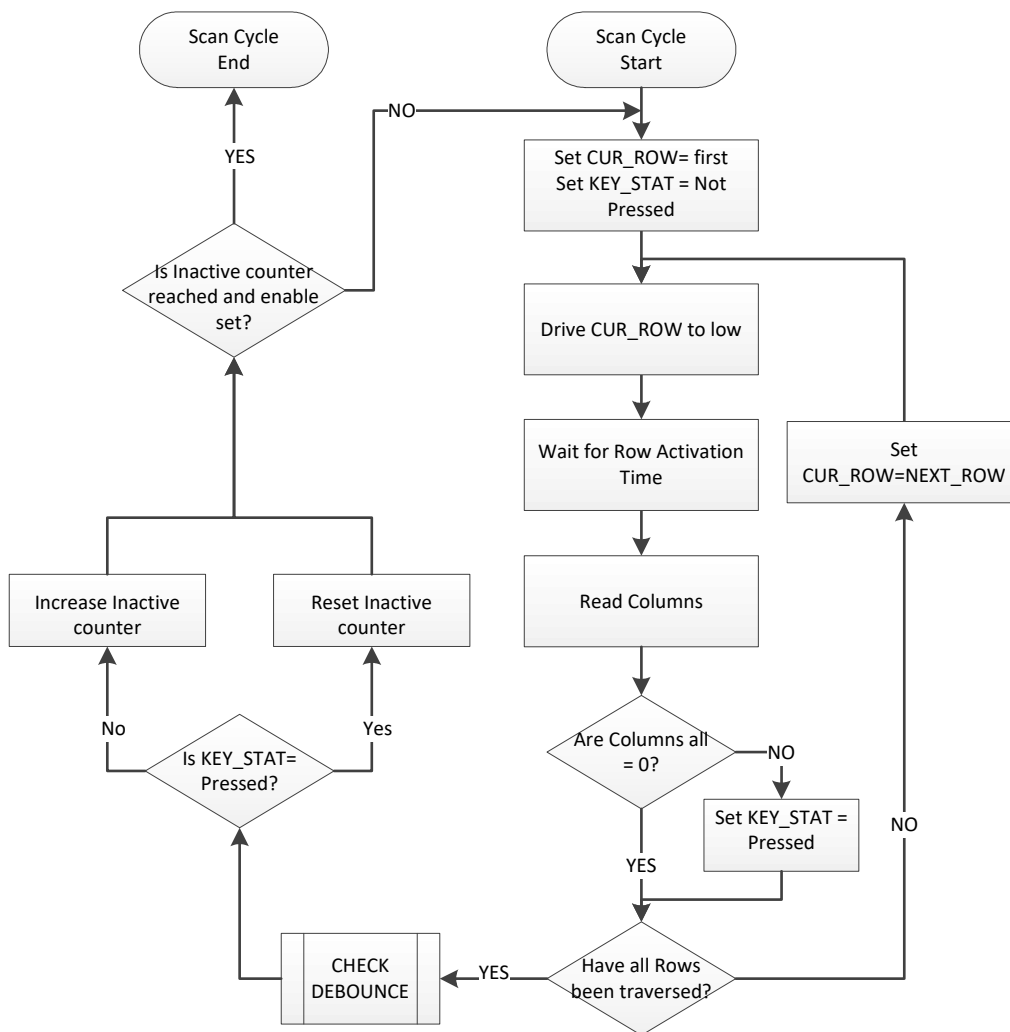 Scan Cycle
End
Scan Cycle
Start
NO
YES
Set CUR_ROW= first
Set KEY_STAT = Not
Pressed
Is Inactive counter
reached and enable
set?
Drive CUR_ROW to low
Wait for Row Activation
Time
Set
CUR_ROW=NEXT_ROW
Increase Inactive
counter
Reset Inactive
counter
Read Columns
No
Yes
Is KEY_STAT=
Pressed?
Are Columns all
= 0?
NO
Set KEY_STAT =
Pressed
NO
YES
CHECK
DEBOUNCE
YES
Have all Rows
been traversed?